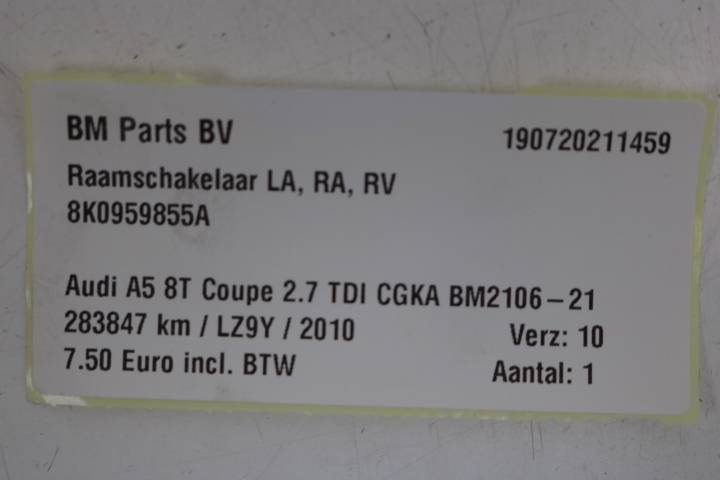 BM Parts BV 190720211459
Raamschakelaar LA, RA, RV
8K0959855A
Audi A5 8T Coupe 2.7 TDI CGKA BM2106-21
283847 km / LZ9Y / 2010 Verz: 10
7.50 Euro incl. BTW Aantal: 1